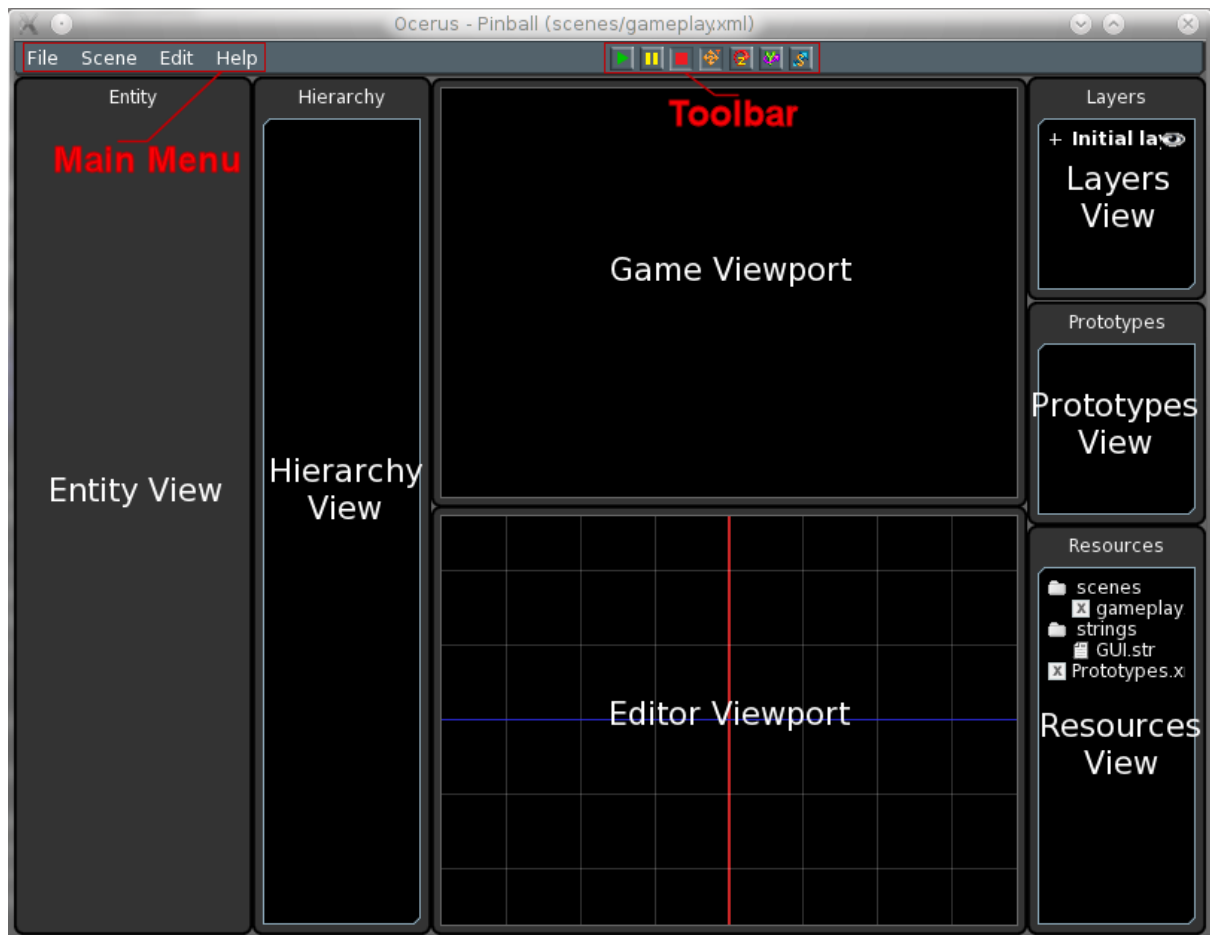 Ocerus - Pinball (scenes/gameplay.xml)
File Scene Edit Help
Main Menu
Toolbar
Entity
Entity View
Hierarchy
Hierarchy
View
Game Viewport
Editor Viewport
Layers
+ Initial la
Layers
View
Prototypes
Prototypes
View
Resources
scenes
X gameplay
strings
GUI.str
X Prototypes.x
Resources
View